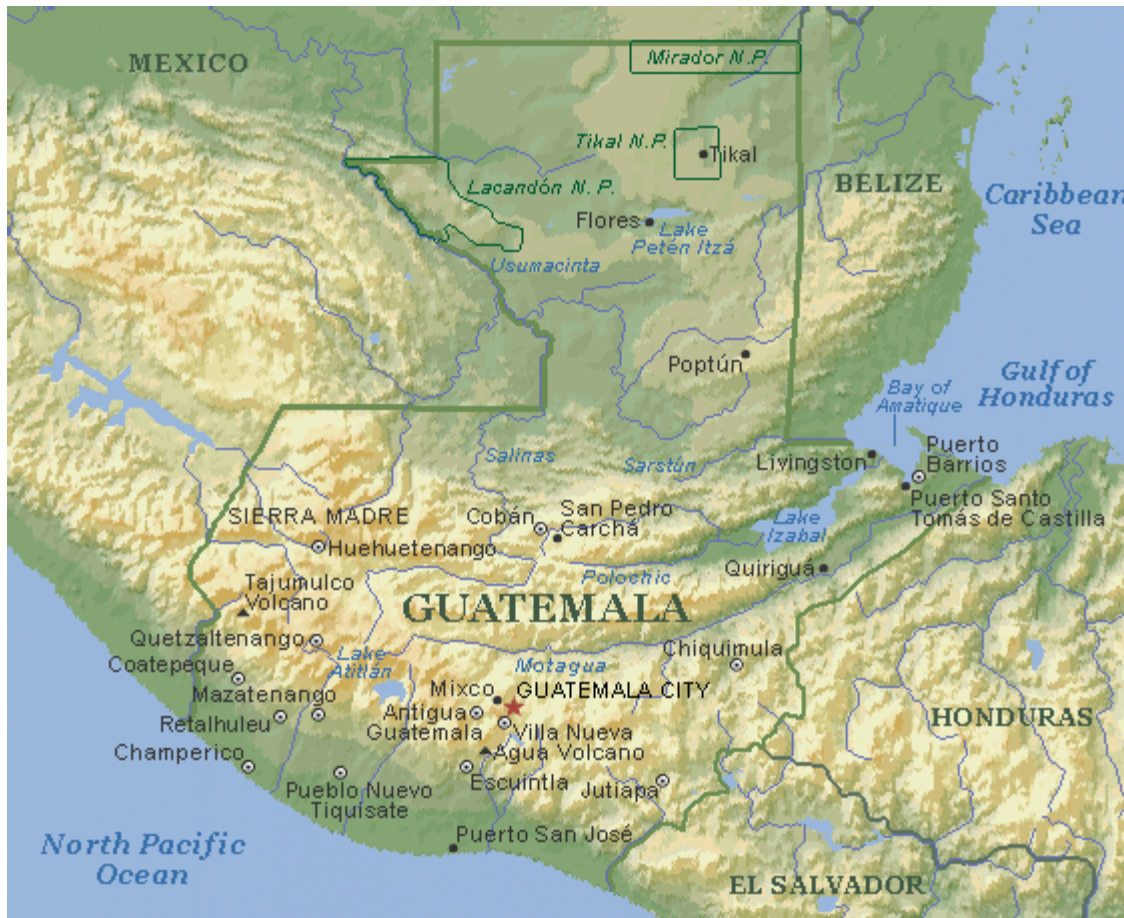 MEXICO
Mirador N.P.
Tikal N.P.
Tikal
Lacandón N. P.
BELIZE
Caribbean
Sea
Flores
Lake
Petén Itzá
Usumacinta
Poptún
Gulf of
Honduras
Bay of
Amatique
Salinas
Sarstún
Livingston
Puerto
Barrios
Puerto Santo
Tomás de Castilla
SIERRA MADRE
Cobán
San Pedro
Carchá
Lake
Izabal
Huehuetenango
Polochic
Quiriguá
Tajumulco
Volcano
GUATEMALA
Quetzaltenango
Lake
Atitlán
Motagua
Chiquimula
Coatepeque
Mazatenango
Mixco
GUATEMALA CITY
Retalhuleu
Antigua
Guatemala
Villa Nueva
HONDURAS
Champerico
Agua Volcano
Pueblo Nuevo
Tiquisate
Escuintla
Jutiapa
Puerto San José
North Pacific
Ocean
EL SALVADOR